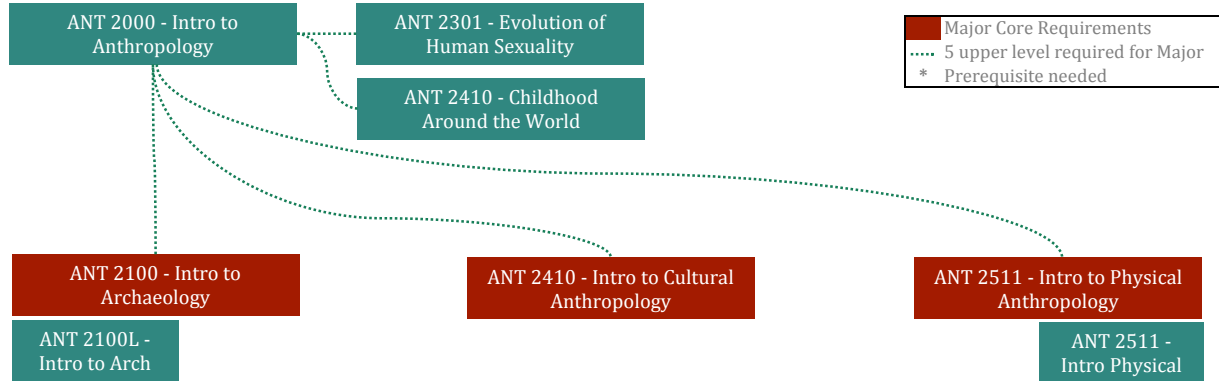 ANT 2000 - Intro to
Anthropology
ANT 2301 - Evolution of
Human Sexuality
ANT 2410 - Childhood
Around the World
Major Core Requirements
5 upper level required for Major
* Prerequisite needed
ANT 2100 - Intro to
Archaeology
ANT 2410 - Intro to Cultural
Anthropology
ANT 2511 - Intro to Physical
Anthropology
ANT 2100L -
Intro to Arch
ANT 2511 -
Intro Physical